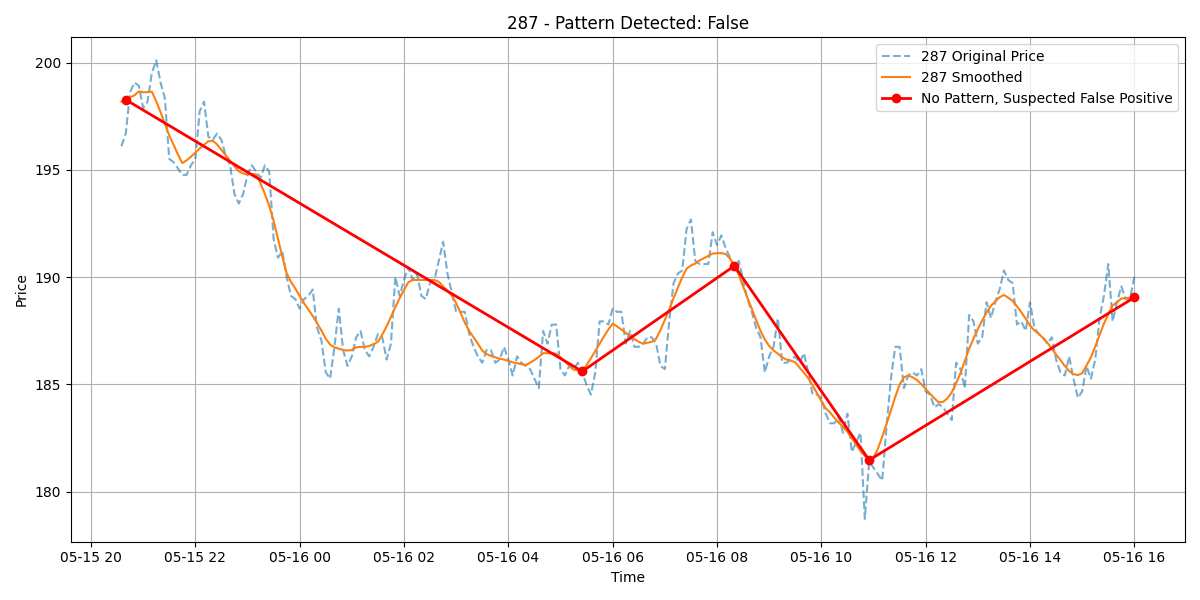 287 - Pattern Detected: False
287 Original Price
287 Smoothed
No Pattern, Suspected False Positive
Price
200
195
190
185
180
05-15 20
05-15 22
05-16 00
05-16 02
05-16 04
05-16 06
05-16 08
05-16 10
05-16 12
05-16 14
05-16 16
Time